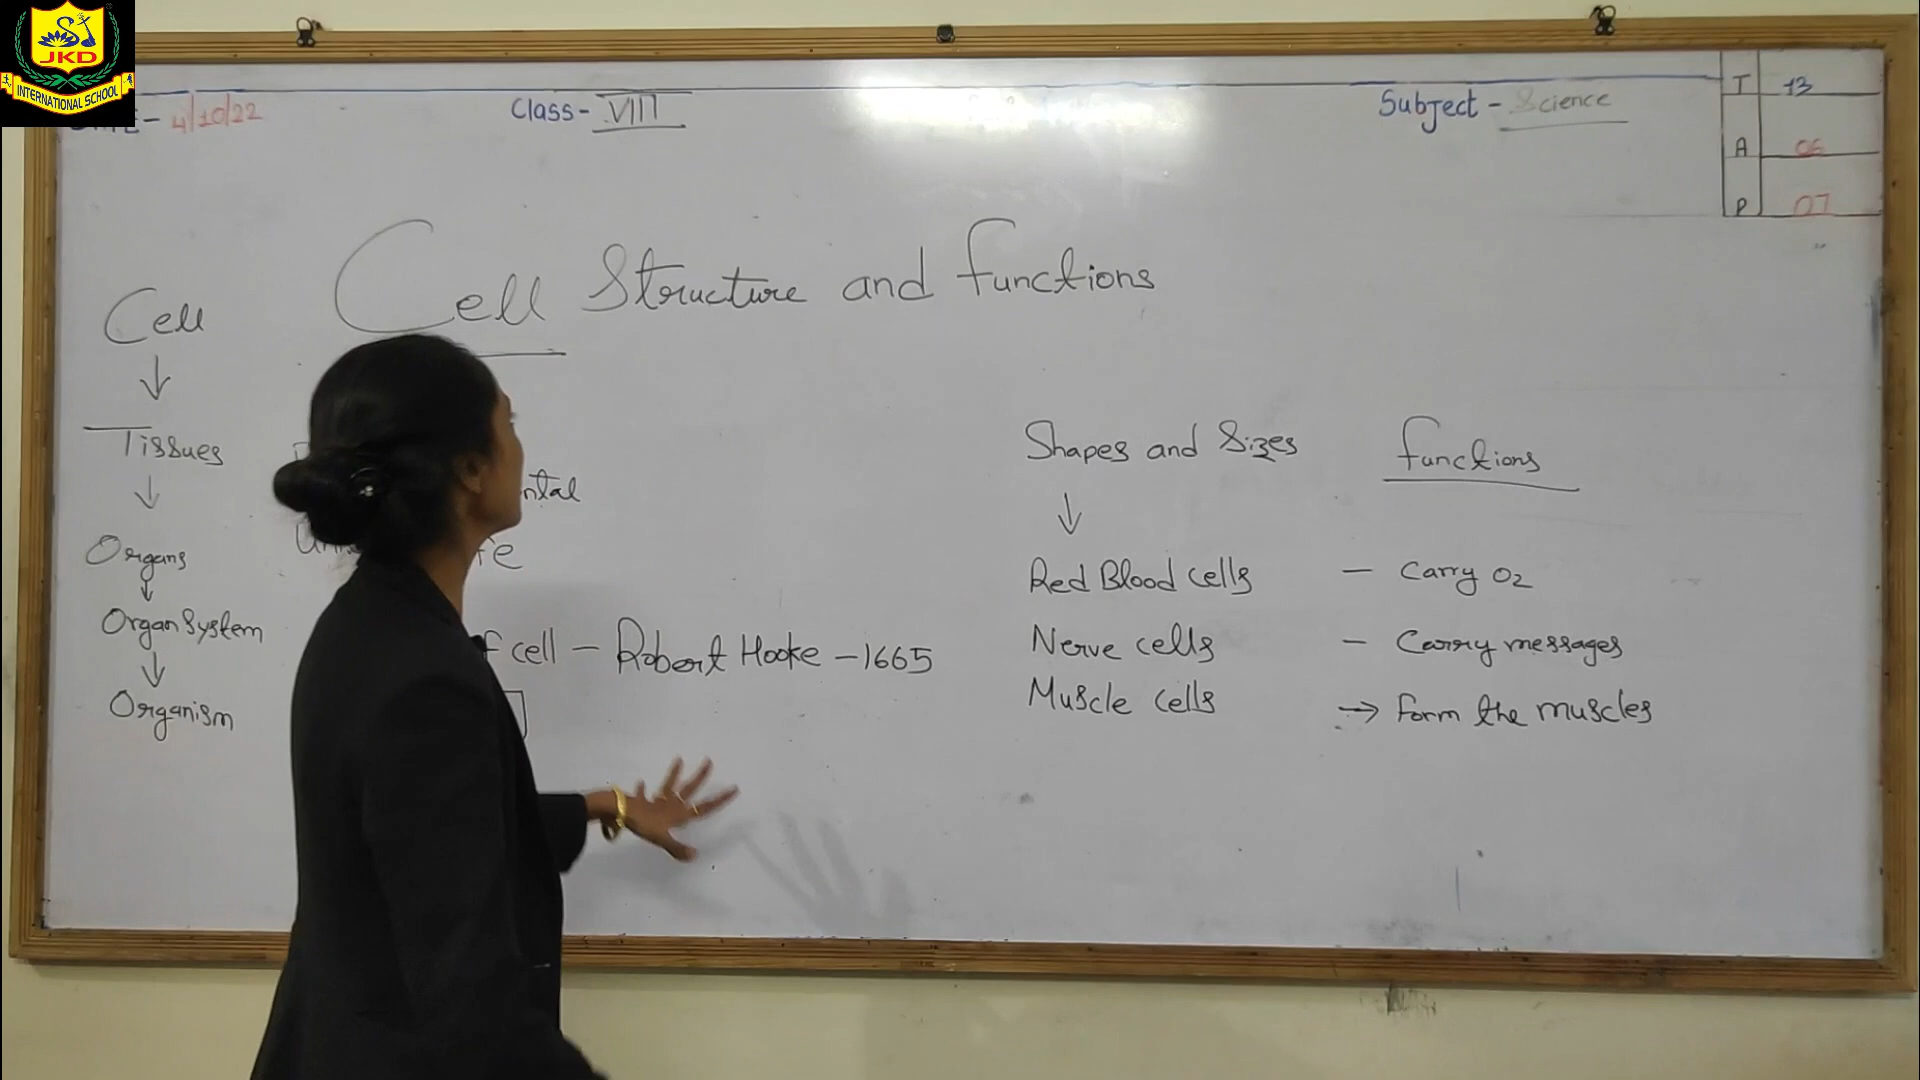 JKD
INTERNATIONAL SCHOOL
4/10/22
Class- VIII
Subject - Science
T 13
A 06
P 07
Cell Structure and functions
Cell
↓
Tissues
↓
Organs
↓
Organ System
↓
Organism
ntal
cell - Robert Hooke - 1665
Shapes and Sizes
↓
Red Blood cells
Nerve cells
Muscle cells
functions
- Carry O2
- Carry messages
→ form the muscles